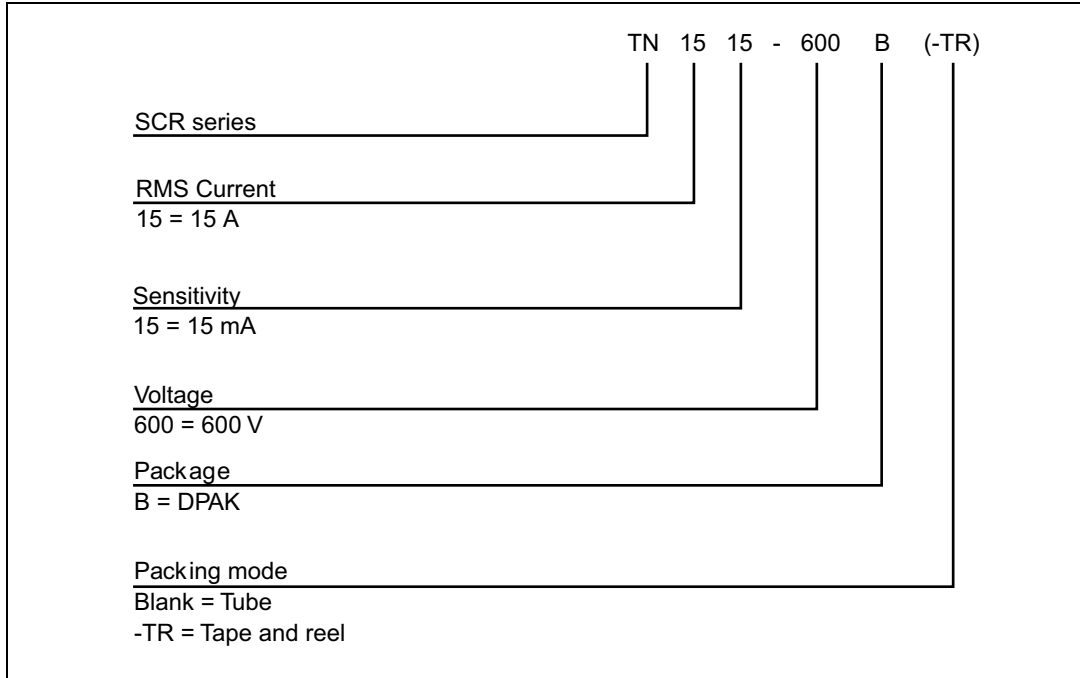 TN 15 15 - 600 B (-TR)
SCR series
RMS Current
15 = 15 A
Sensitivity
15 = 15 mA
Voltage
600 = 600 V
Package
B = DPAK
Packing mode
Blank = Tube
-TR = Tape and reel